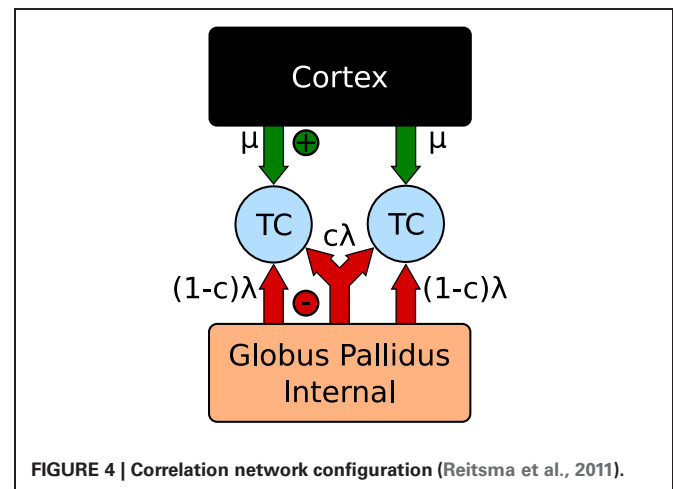 Cortex
μ + μ
TC TC
cλ
(1-c)λ - (1-c)λ
Globus Pallidus
Internal
FIGURE 4 | Correlation network configuration (Reitsma et al., 2011).